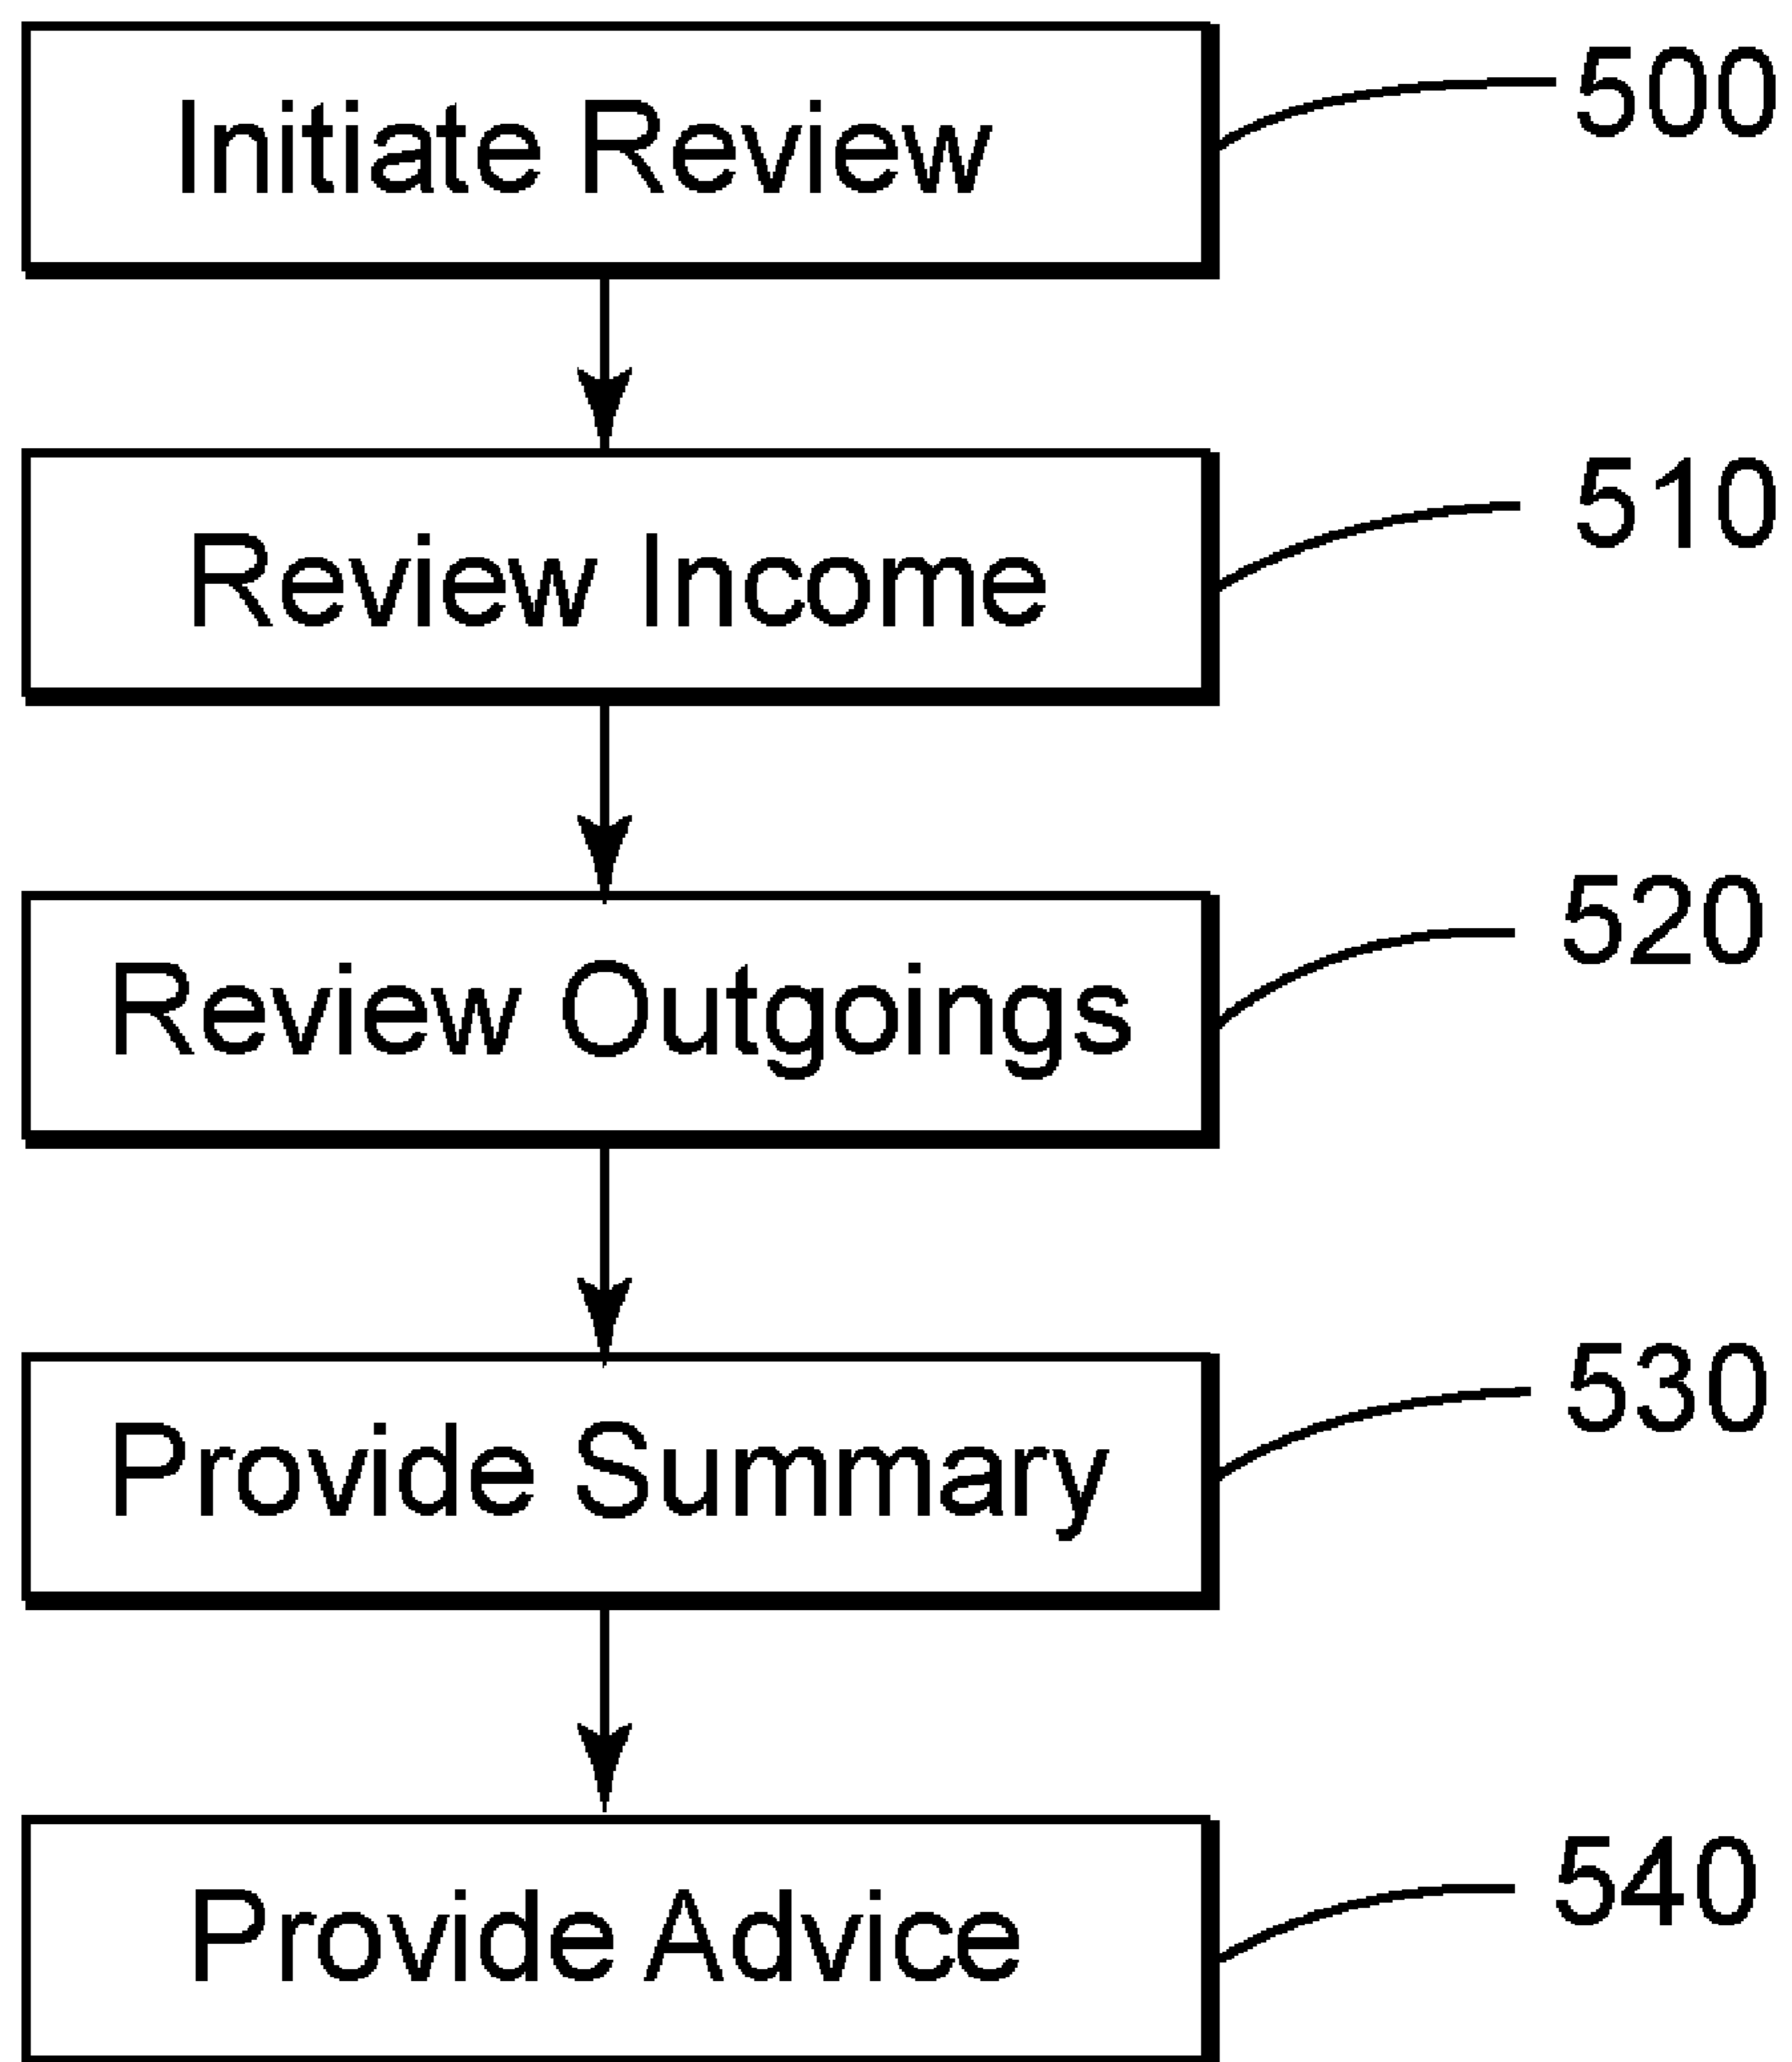 Initiate Review
500
Review Income
510
Review Outgoings
520
Provide Summary
530
Provide Advice
540